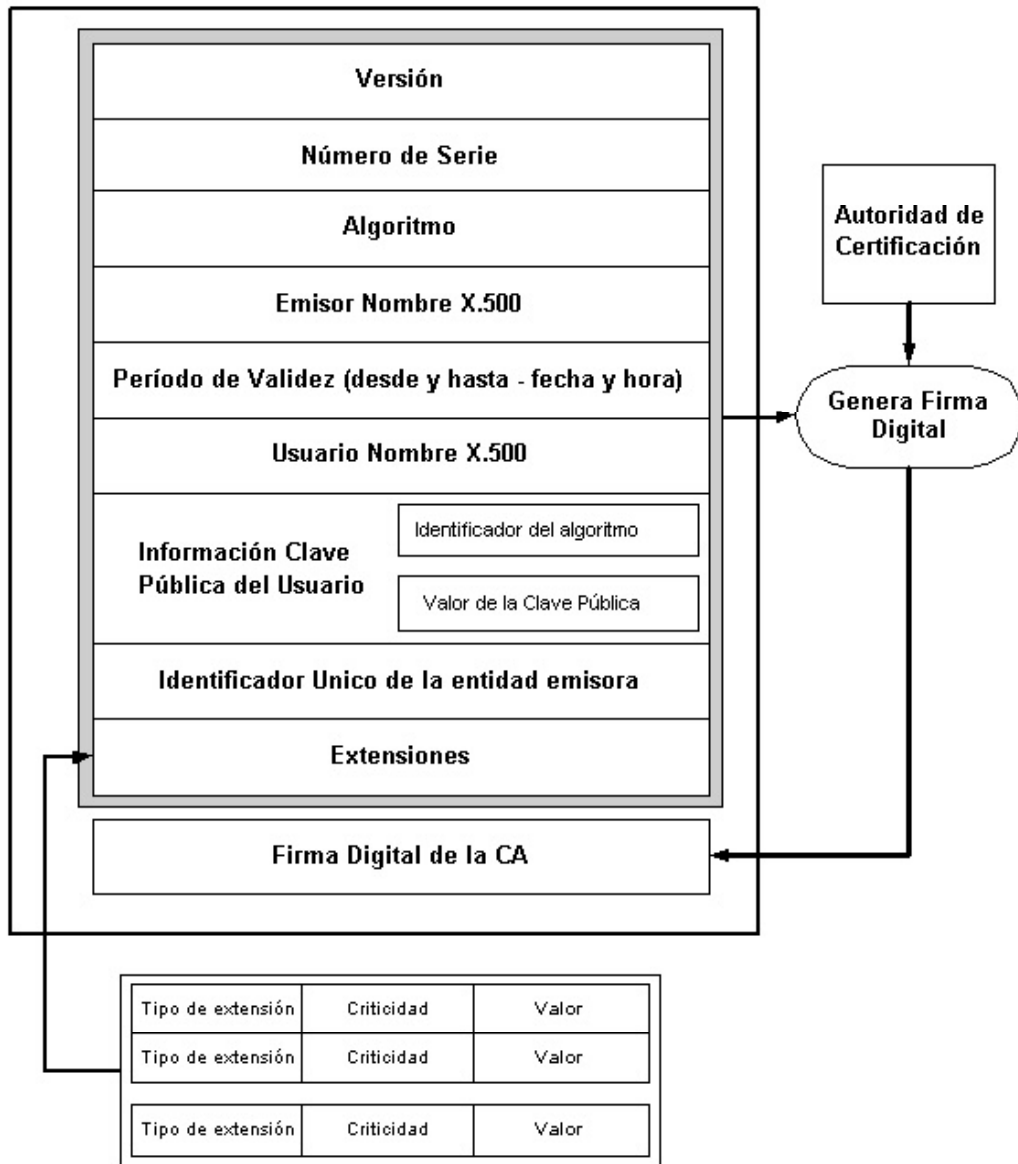 Versión
Número de Serie
Algoritmo
Emisor Nombre X.500
Período de Validez (desde y hasta - fecha y hora)
Usuario Nombre X.500
Información Clave
Pública del Usuario
Identificador del algoritmo
Valor de la Clave Pública
Identificador Unico de la entidad emisora
Extensiones
Firma Digital de la CA
Autoridad de
Certificación
Genera Firma
Digital
Tipo de extensión Criticidad Valor
Tipo de extensión Criticidad Valor
Tipo de extensión Criticidad Valor